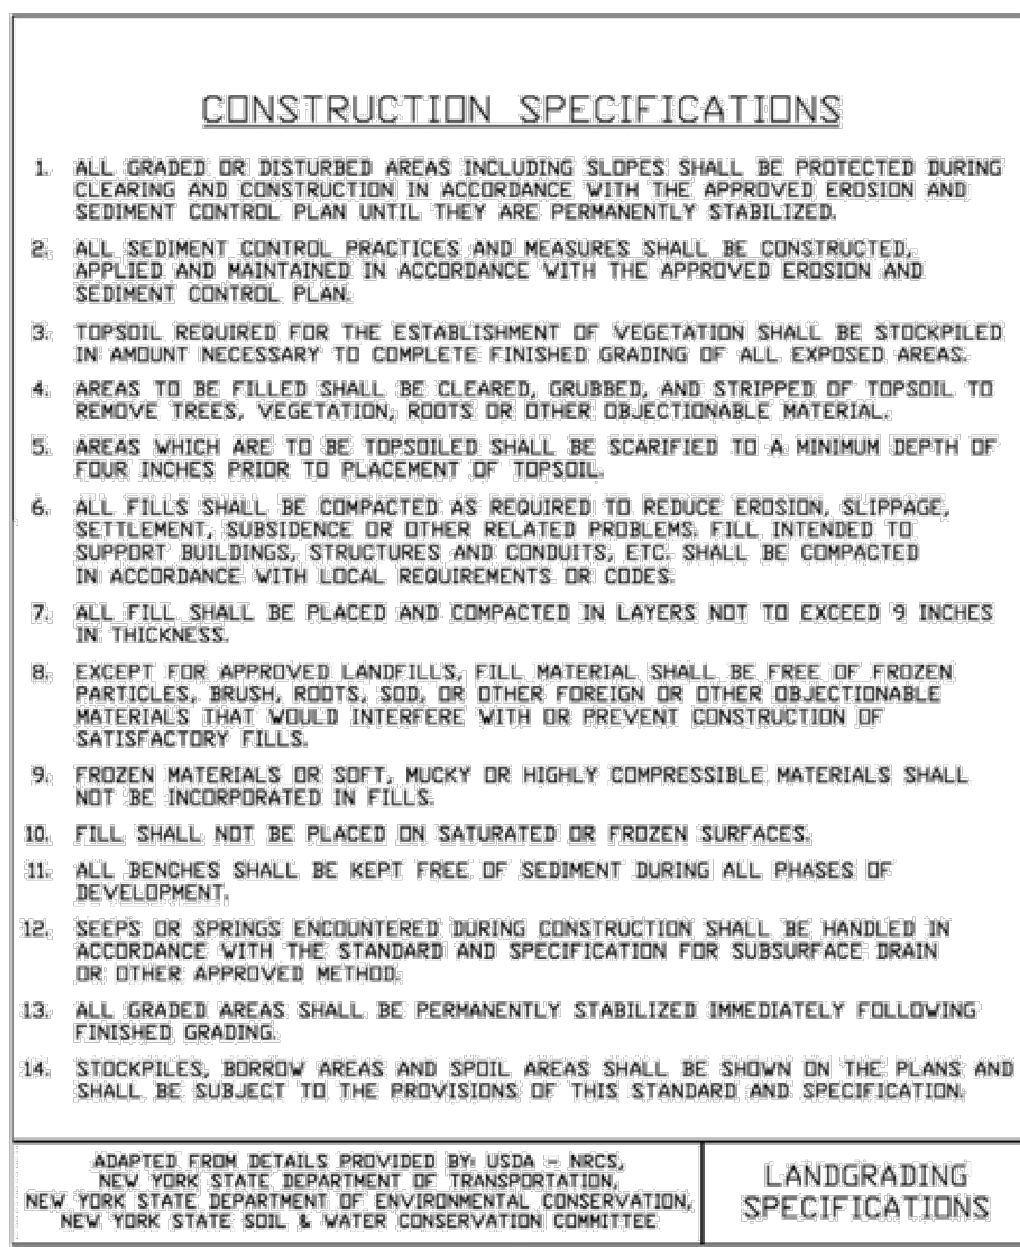 CONSTRUCTION SPECIFICATIONS
1. ALL GRADED OR DISTURBED AREAS INCLUDING SLOPES SHALL BE PROTECTED DURING
CLEARING AND CONSTRUCTION IN ACCORDANCE WITH THE APPROVED EROSION AND
SEDIMENT CONTROL PLAN UNTIL THEY ARE PERMANENTLY STABILIZED.
2. ALL SEDIMENT CONTROL PRACTICES AND MEASURES SHALL BE CONSTRUCTED,
APPLIED AND MAINTAINED IN ACCORDANCE WITH THE APPROVED EROSION AND
SEDIMENT CONTROL PLAN.
3. TOPSOIL REQUIRED FOR THE ESTABLISHMENT OF VEGETATION SHALL BE STOCKPILED
IN AMOUNT NECESSARY TO COMPLETE FINISHED GRADING OF ALL EXPOSED AREAS.
4. AREAS TO BE FILLED SHALL BE CLEARED, GRUBBED, AND STRIPPED OF TOPSOIL TO
REMOVE TREES, VEGETATION, ROOTS OR OTHER OBJECTIONABLE MATERIAL.
5. AREAS WHICH ARE TO BE TOPSOILED SHALL BE SCARIFIED TO A MINIMUM DEPTH OF
FOUR INCHES PRIOR TO PLACEMENT OF TOPSOIL.
6. ALL FILLS SHALL BE COMPACTED AS REQUIRED TO REDUCE EROSION, SLIPPAGE,
SETTLEMENT, SUBSIDENCE OR OTHER RELATED PROBLEMS. FILL INTENDED TO
SUPPORT BUILDINGS, STRUCTURES AND CONDUITS, ETC. SHALL BE COMPACTED
IN ACCORDANCE WITH LOCAL REQUIREMENTS OR CODES.
7. ALL FILL SHALL BE PLACED AND COMPACTED IN LAYERS NOT TO EXCEED 9 INCHES
IN THICKNESS.
8. EXCEPT FOR APPROVED LANDFILLS, FILL MATERIAL SHALL BE FREE OF FROZEN
PARTICLES, BRUSH, ROOTS, SOD, OR OTHER FOREIGN OR OTHER OBJECTIONABLE
MATERIALS THAT WOULD INTERFERE WITH OR PREVENT CONSTRUCTION OF
SATISFACTORY FILLS.
9. FROZEN MATERIALS OR SOFT, MUCKY OR HIGHLY COMPRESSIBLE MATERIALS SHALL
NOT BE INCORPORATED IN FILLS.
10. FILL SHALL NOT BE PLACED ON SATURATED OR FROZEN SURFACES.
11. ALL BENCHES SHALL BE KEPT FREE OF SEDIMENT DURING ALL PHASES OF
DEVELOPMENT.
12. SEEPS OR SPRINGS ENCOUNTERED DURING CONSTRUCTION SHALL BE HANDLED IN
ACCORDANCE WITH THE STANDARD AND SPECIFICATION FOR SUBSURFACE DRAIN
OR OTHER APPROVED METHOD.
13. ALL GRADED AREAS SHALL BE PERMANENTLY STABILIZED IMMEDIATELY FOLLOWING
FINISHED GRADING.
14. STOCKPILES, BORROW AREAS AND SPOIL AREAS SHALL BE SHOWN ON THE PLANS AND
SHALL BE SUBJECT TO THE PROVISIONS OF THIS STANDARD AND SPECIFICATION.
ADAPTED FROM DETAILS PROVIDED BY: USDA - NRCS,
NEW YORK STATE DEPARTMENT OF TRANSPORTATION,
NEW YORK STATE DEPARTMENT OF ENVIRONMENTAL CONSERVATION,
NEW YORK STATE SOIL & WATER CONSERVATION COMMITTEE
LANDGRADING
SPECIFICATIONS